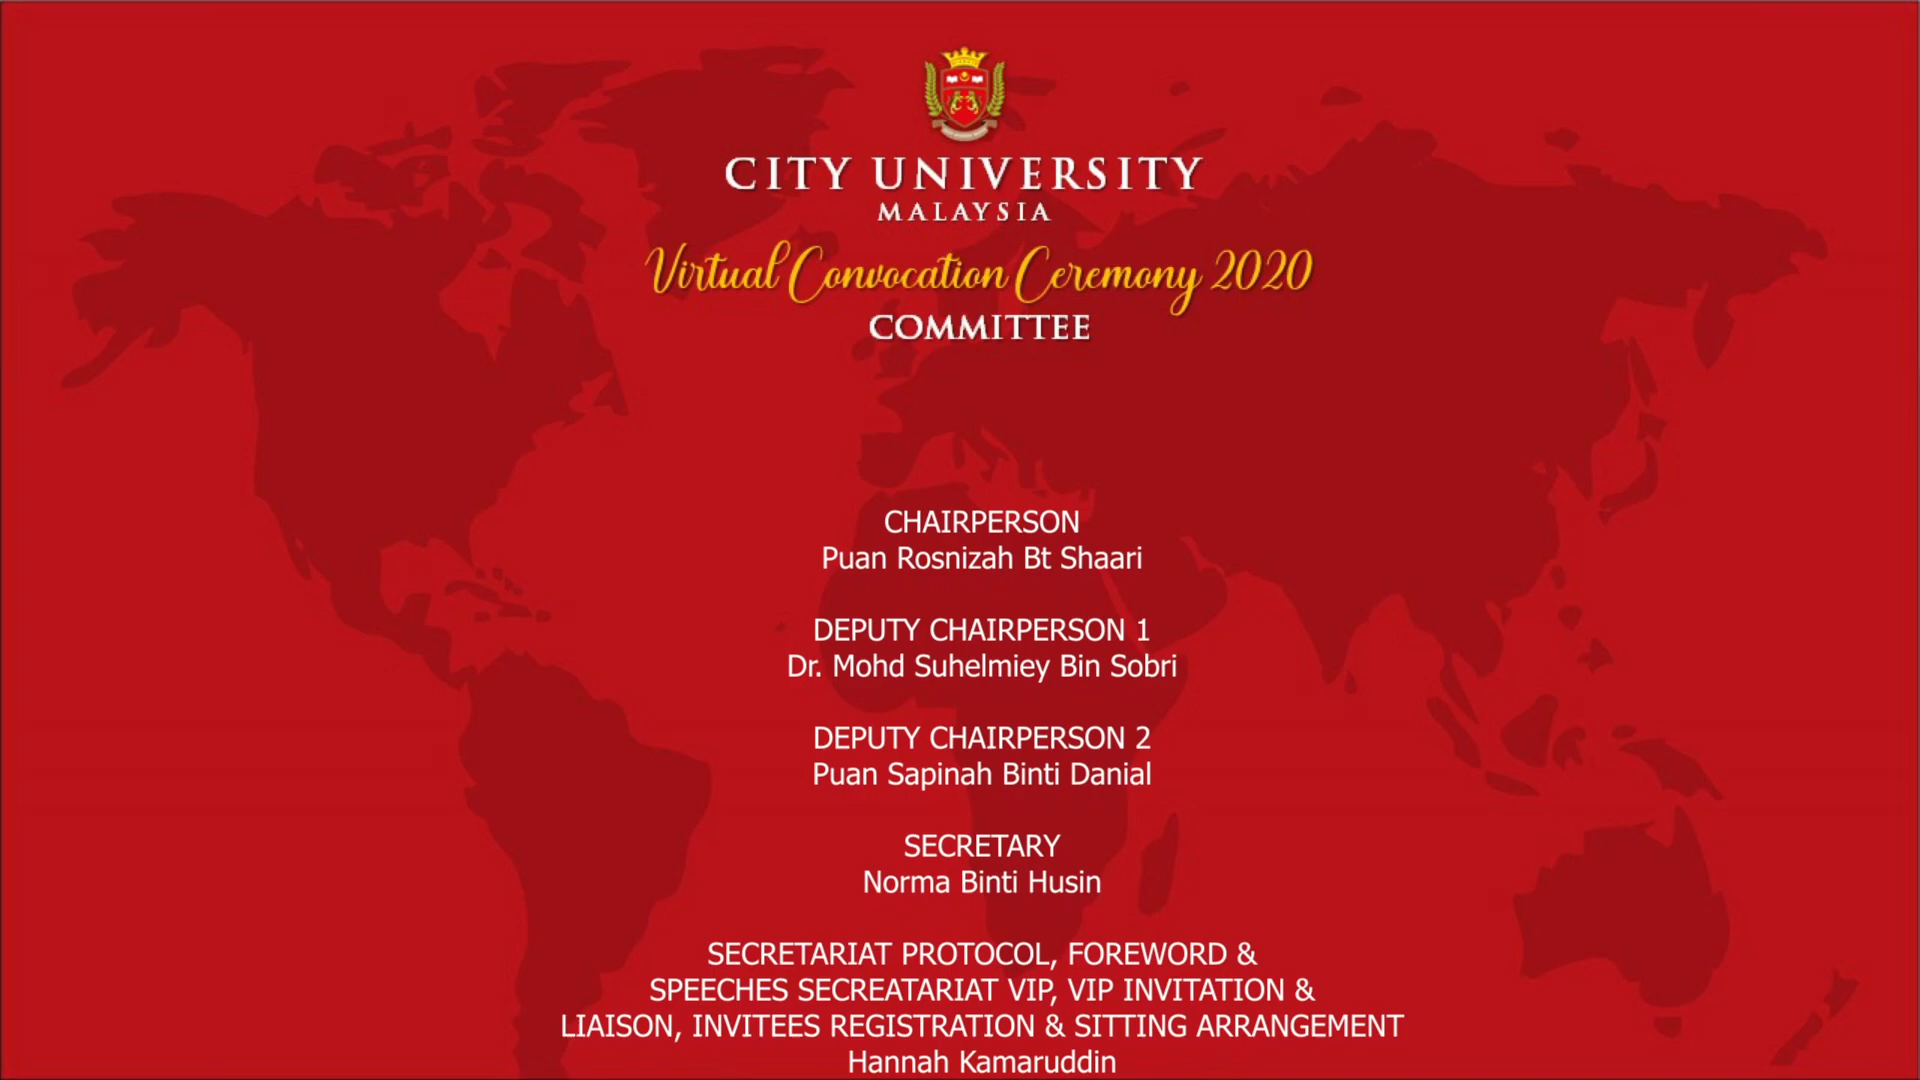 CITY UNIVERSITY
MALAYSIA
Virtual Convocation Ceremony 2020
COMMITTEE
CHAIRPERSON
Puan Rosnizah Bt Shaari
DEPUTY CHAIRPERSON 1
Dr. Mohd Suhelmiey Bin Sobri
DEPUTY CHAIRPERSON 2
Puan Sapinah Binti Danial
SECRETARY
Norma Binti Husin
SECRETARIAT PROTOCOL, FOREWORD &
SPEECHES SECREATARIAT VIP, VIP INVITATION &
LIAISON, INVITEES REGISTRATION & SITTING ARRANGEMENT
Hannah Kamaruddin